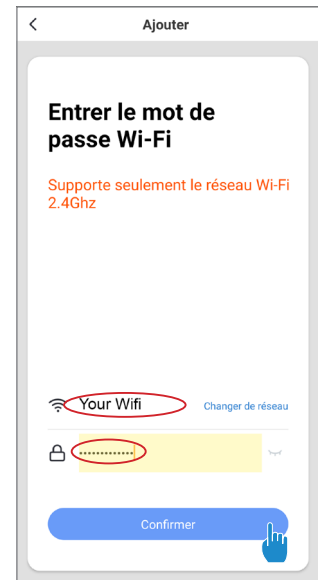 Ajouter
Entrer le mot de
passe Wi-Fi
Supporte seulement le réseau Wi-Fi
2.4Ghz
Your Wifi
Changer de réseau
•••••••••••••
Confirmer